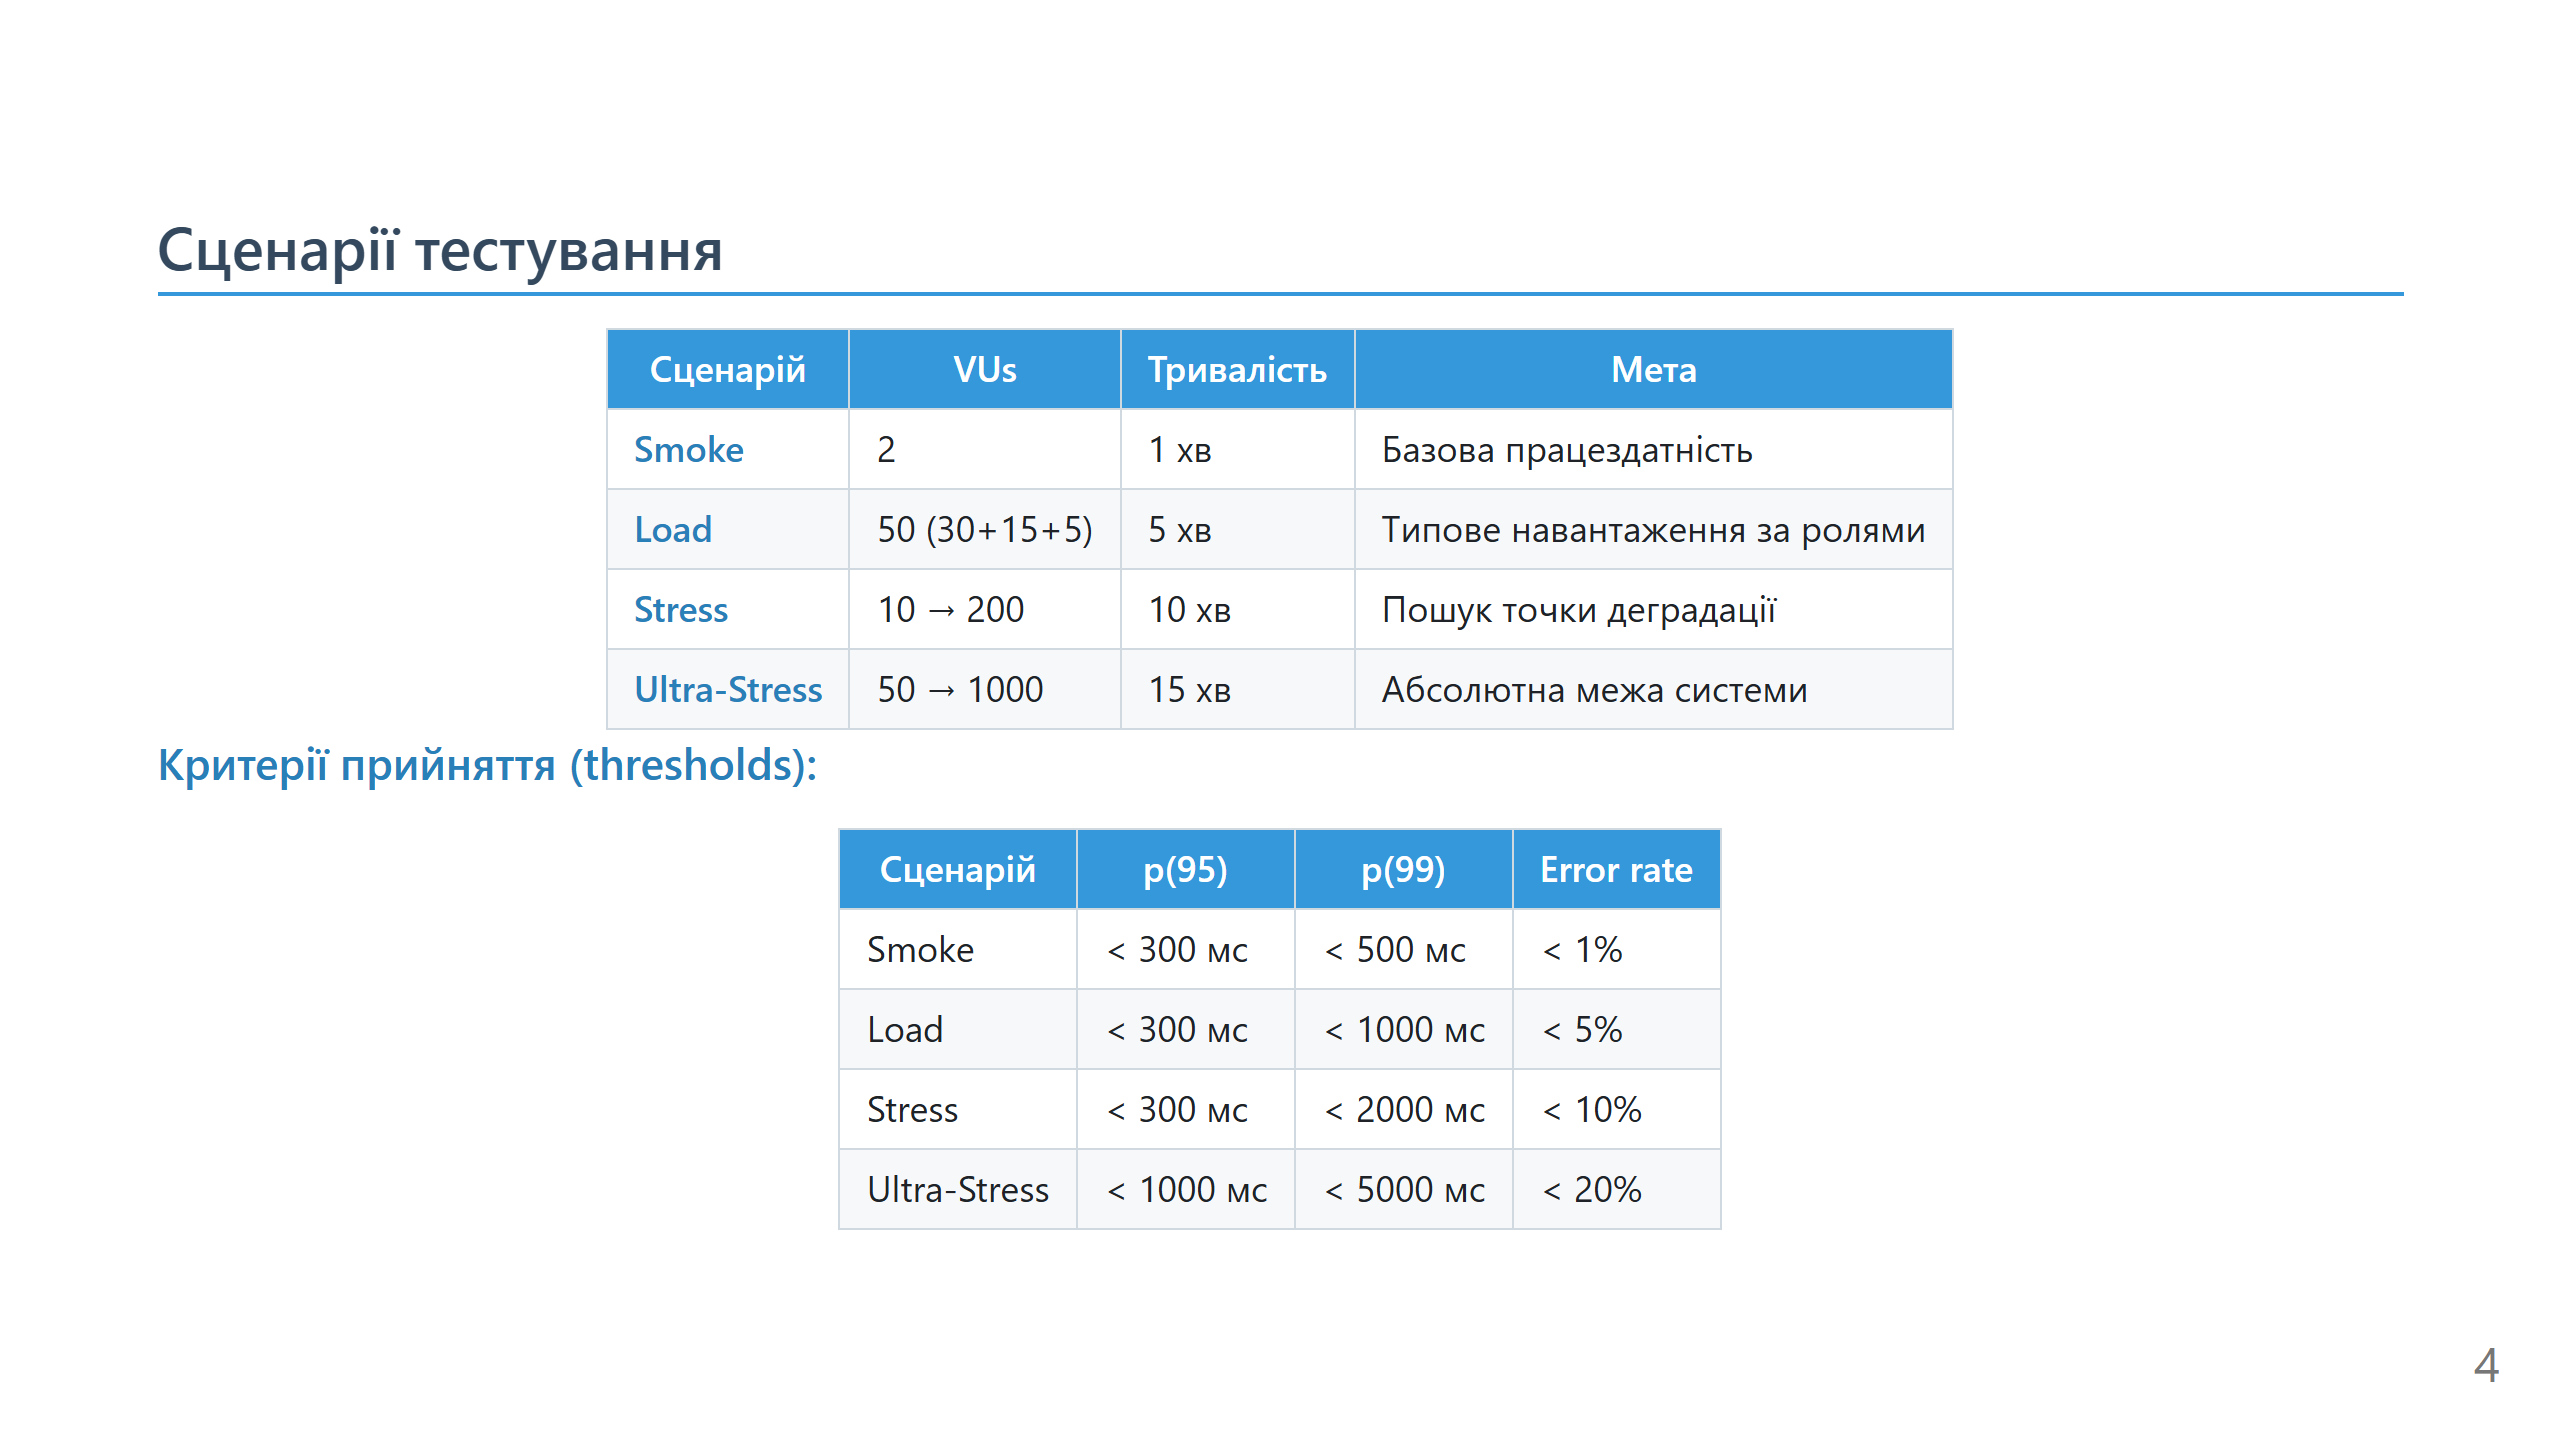 Сценарії тестування
Сценарій VUs Тривалість Мета
Smoke 2 1 хв Базова працездатність
Load 50 (30+15+5) 5 хв Типове навантаження за ролями
Stress 10 → 200 10 хв Пошук точки деградації
Ultra-Stress 50 → 1000 15 хв Абсолютна межа системи
Критерії прийняття (thresholds):
Сценарій p(95) p(99) Error rate
Smoke < 300 мс < 500 мс < 1%
Load < 300 мс < 1000 мс < 5%
Stress < 300 мс < 2000 мс < 10%
Ultra-Stress < 1000 мс < 5000 мс < 20%
4